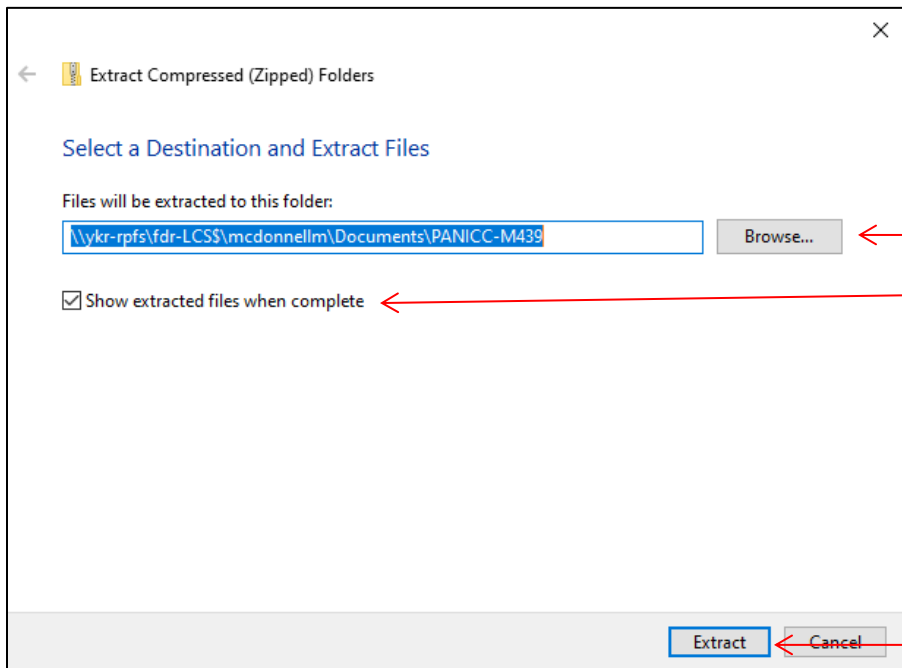 Extract Compressed (Zipped) Folders
Select a Destination and Extract Files
Files will be extracted to this folder:
\\ykr-rpfs\fdr-LCS$\mcdonnellm\Documents\PANICC-M439
Browse...
Show extracted files when complete
Extract
Cancel